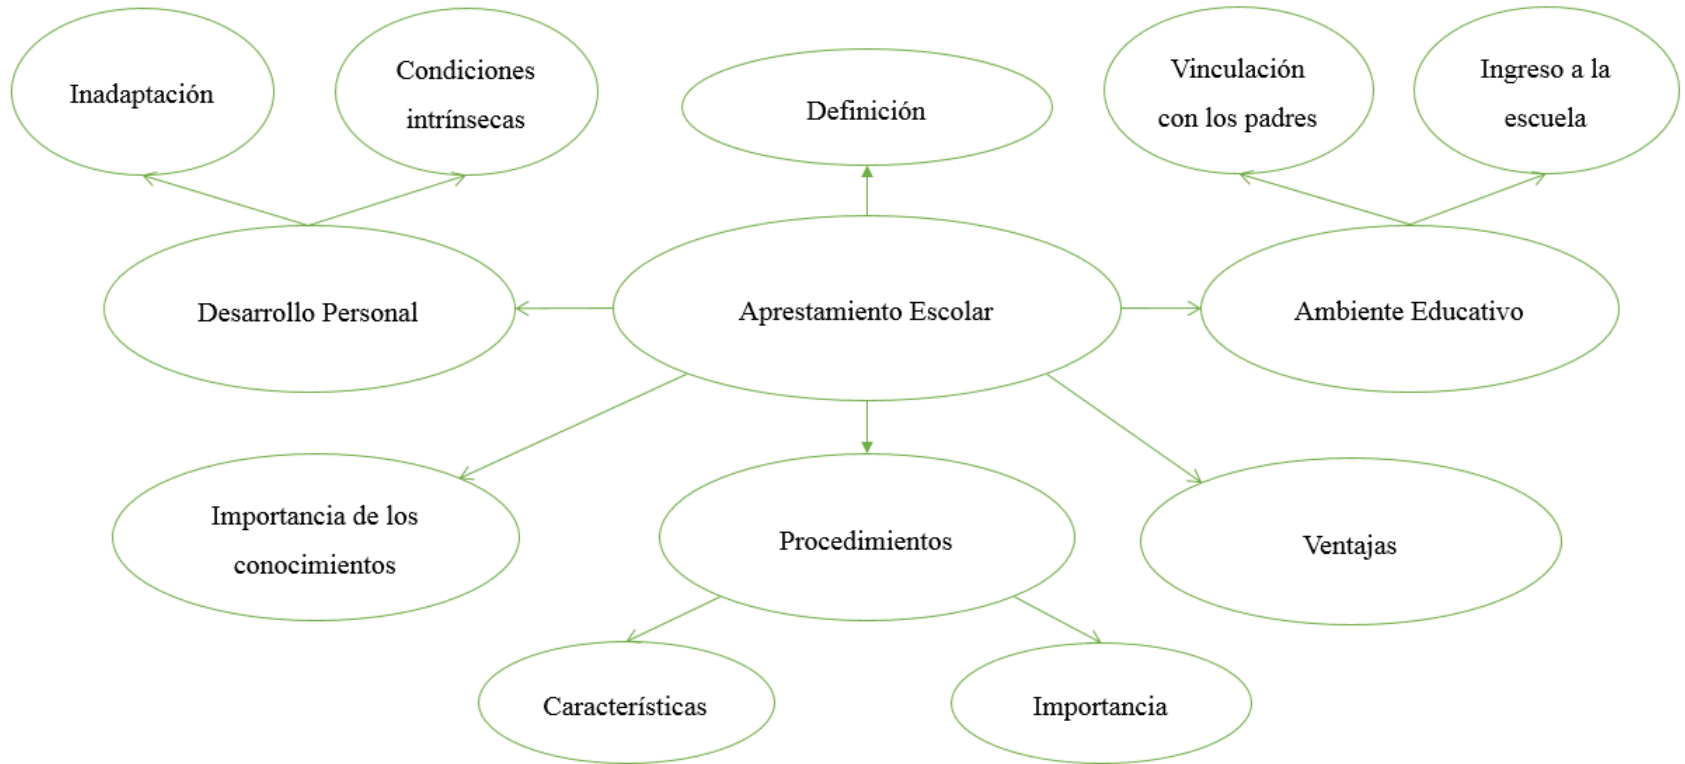 Inadaptación
Condiciones
intrínsecas
Definición
Vinculación
con los padres
Ingreso a la
escuela
Desarrollo Personal
Aprestamiento Escolar
Ambiente Educativo
Importancia de los
conocimientos
Procedimientos
Ventajas
Caracterísficas
Importancia